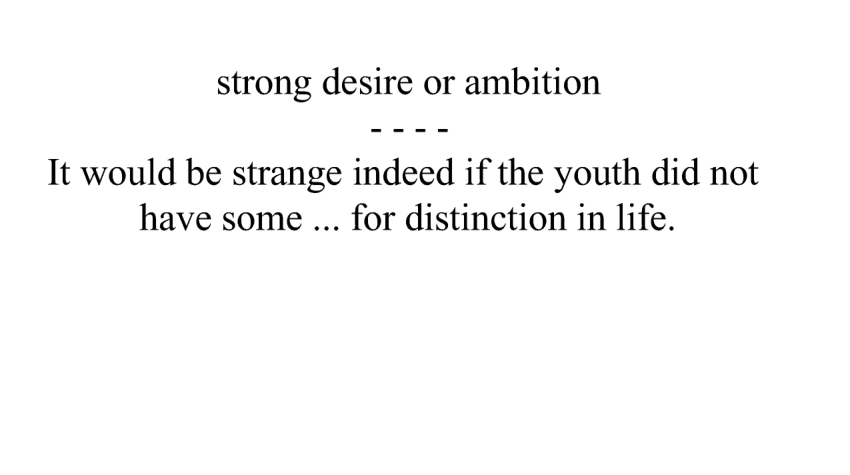 strong desire or ambition
- - - -
It would be strange indeed if the youth did not
have some ... for distinction in life.